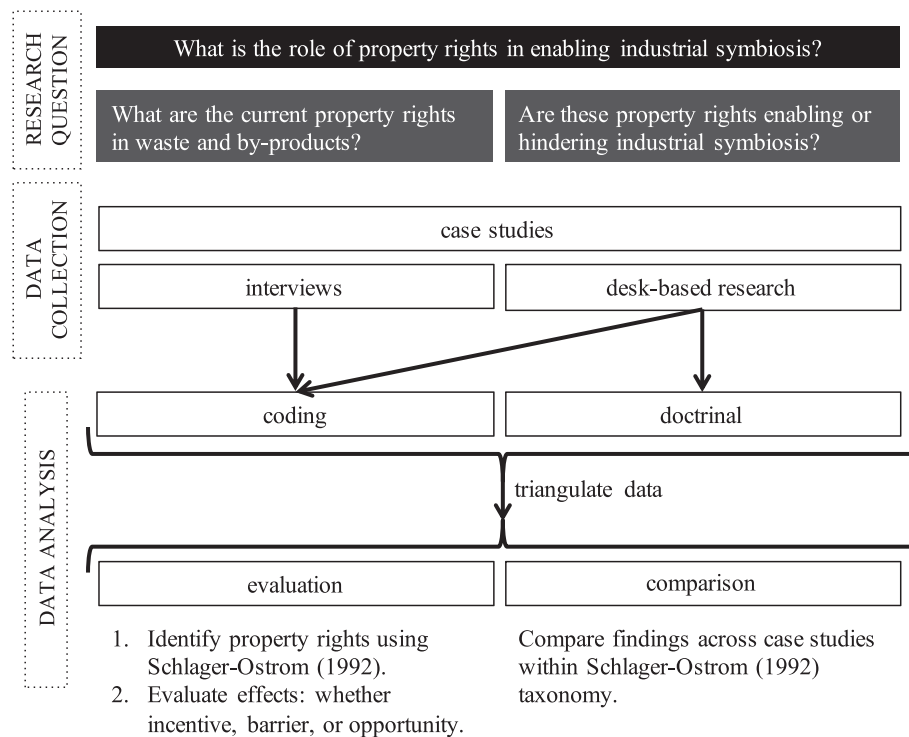 RESEARCH
QUESTION
What is the role of property rights in enabling industrial symbiosis?
What are the current property rights
in waste and by-products?
Are these property rights enabling or
hindering industrial symbiosis?
DATA
COLLECTION
case studies
interviews
desk-based research
DATA ANALYSIS
coding
doctrinal
triangulate data
evaluation
comparison
1. Identify property rights using
Schlager-Ostrom (1992).
2. Evaluate effects: whether
incentive, barrier, or opportunity.
Compare findings across case studies
within Schlager-Ostrom (1992)
taxonomy.